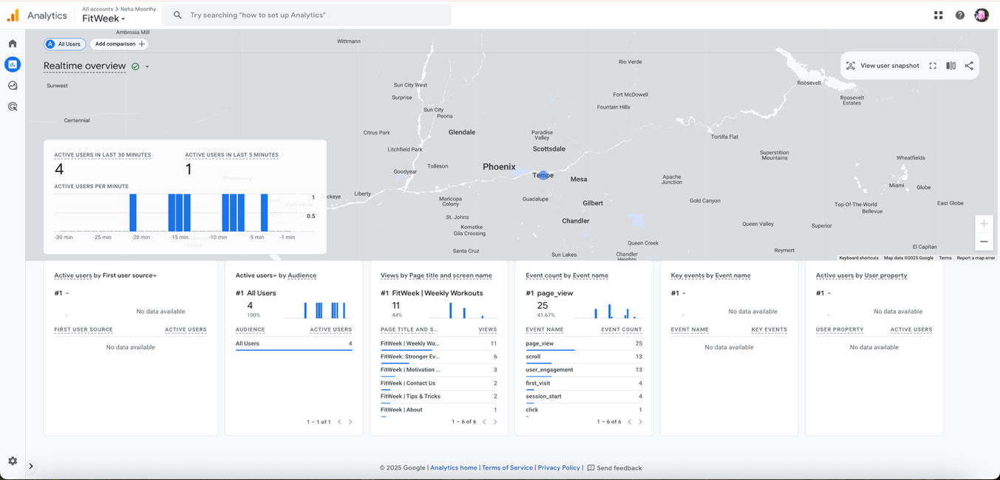 Analytics
All accounts > Neha Moorthy
FitWeek
Try searching "how to set up Analytics"
A All Users
Add comparison +
Realtime overview
View user snapshot
Ambrosia Mill
Wittmann
Rio Verde
Roosevelt
Sunwest
Sun City West
Surprise
Fort McDowell
Roosevelt
Estates
Fountain Hills
Sun City
Peoria
Centennial
Citrus Park
Glendale
Paradise
Valley
Tortilla Flat
Litchfield Park
Scottsdale
Superstition
Mountains
Wheatfields
Goodyear
Tolleson
Phoenix
Tempe
Mesa
Apache
Junction
Miami
Globe
Buckeye
Liberty
Maricopa
Colony
Guadalupe
Gilbert
Gold Canyon
Top-Of-The-World
East Globe
Bellevue
St. Johns
Chandler
Komatke
Gila Crossing
Queen Valley
Superior
Santa Cruz
Sun Lakes
Queen Creek
Chandler
Heights
Reymert
El Capitan
Keyboard shortcuts
Map data ©2025 Google
Terms
Report a map error
ACTIVE USERS IN LAST 30 MINUTES
4
ACTIVE USERS IN LAST 5 MINUTES
1
ACTIVE USERS PER MINUTE
1
0.5
-30 min -25 min -20 min -15 min -10 min -5 min -1 min
Active users by First user source
#1 -
No data available
FIRST USER SOURCE ACTIVE USERS
No data available
Active users by Audience
#1 All Users
4
100%
AUDIENCE ACTIVE USERS
All Users 4
1 – 1 of 1
Views by Page title and screen name
#1 FitWeek | Weekly Workouts
11
44%
PAGE TITLE AND S... VIEWS
FitWeek | Weekly Wo... 11
FitWeek: Stronger Ev... 6
FitWeek | Motivation ... 3
FitWeek | Contact Us 2
FitWeek | Tips & Tricks 2
FitWeek | About 1
1 – 6 of 6
Event count by Event name
#1 page_view
25
41.67%
EVENT NAME EVENT COUNT
page_view 25
scroll 13
user_engagement 13
first_visit 4
session_start 4
click 1
1 – 6 of 6
Key events by Event name
#1 -
No data available
EVENT NAME KEY EVENTS
No data available
Active users by User property
#1 -
No data available
USER PROPERTY ACTIVE USERS
No data available
© 2025 Google | Analytics home | Terms of Service | Privacy Policy | Send feedback